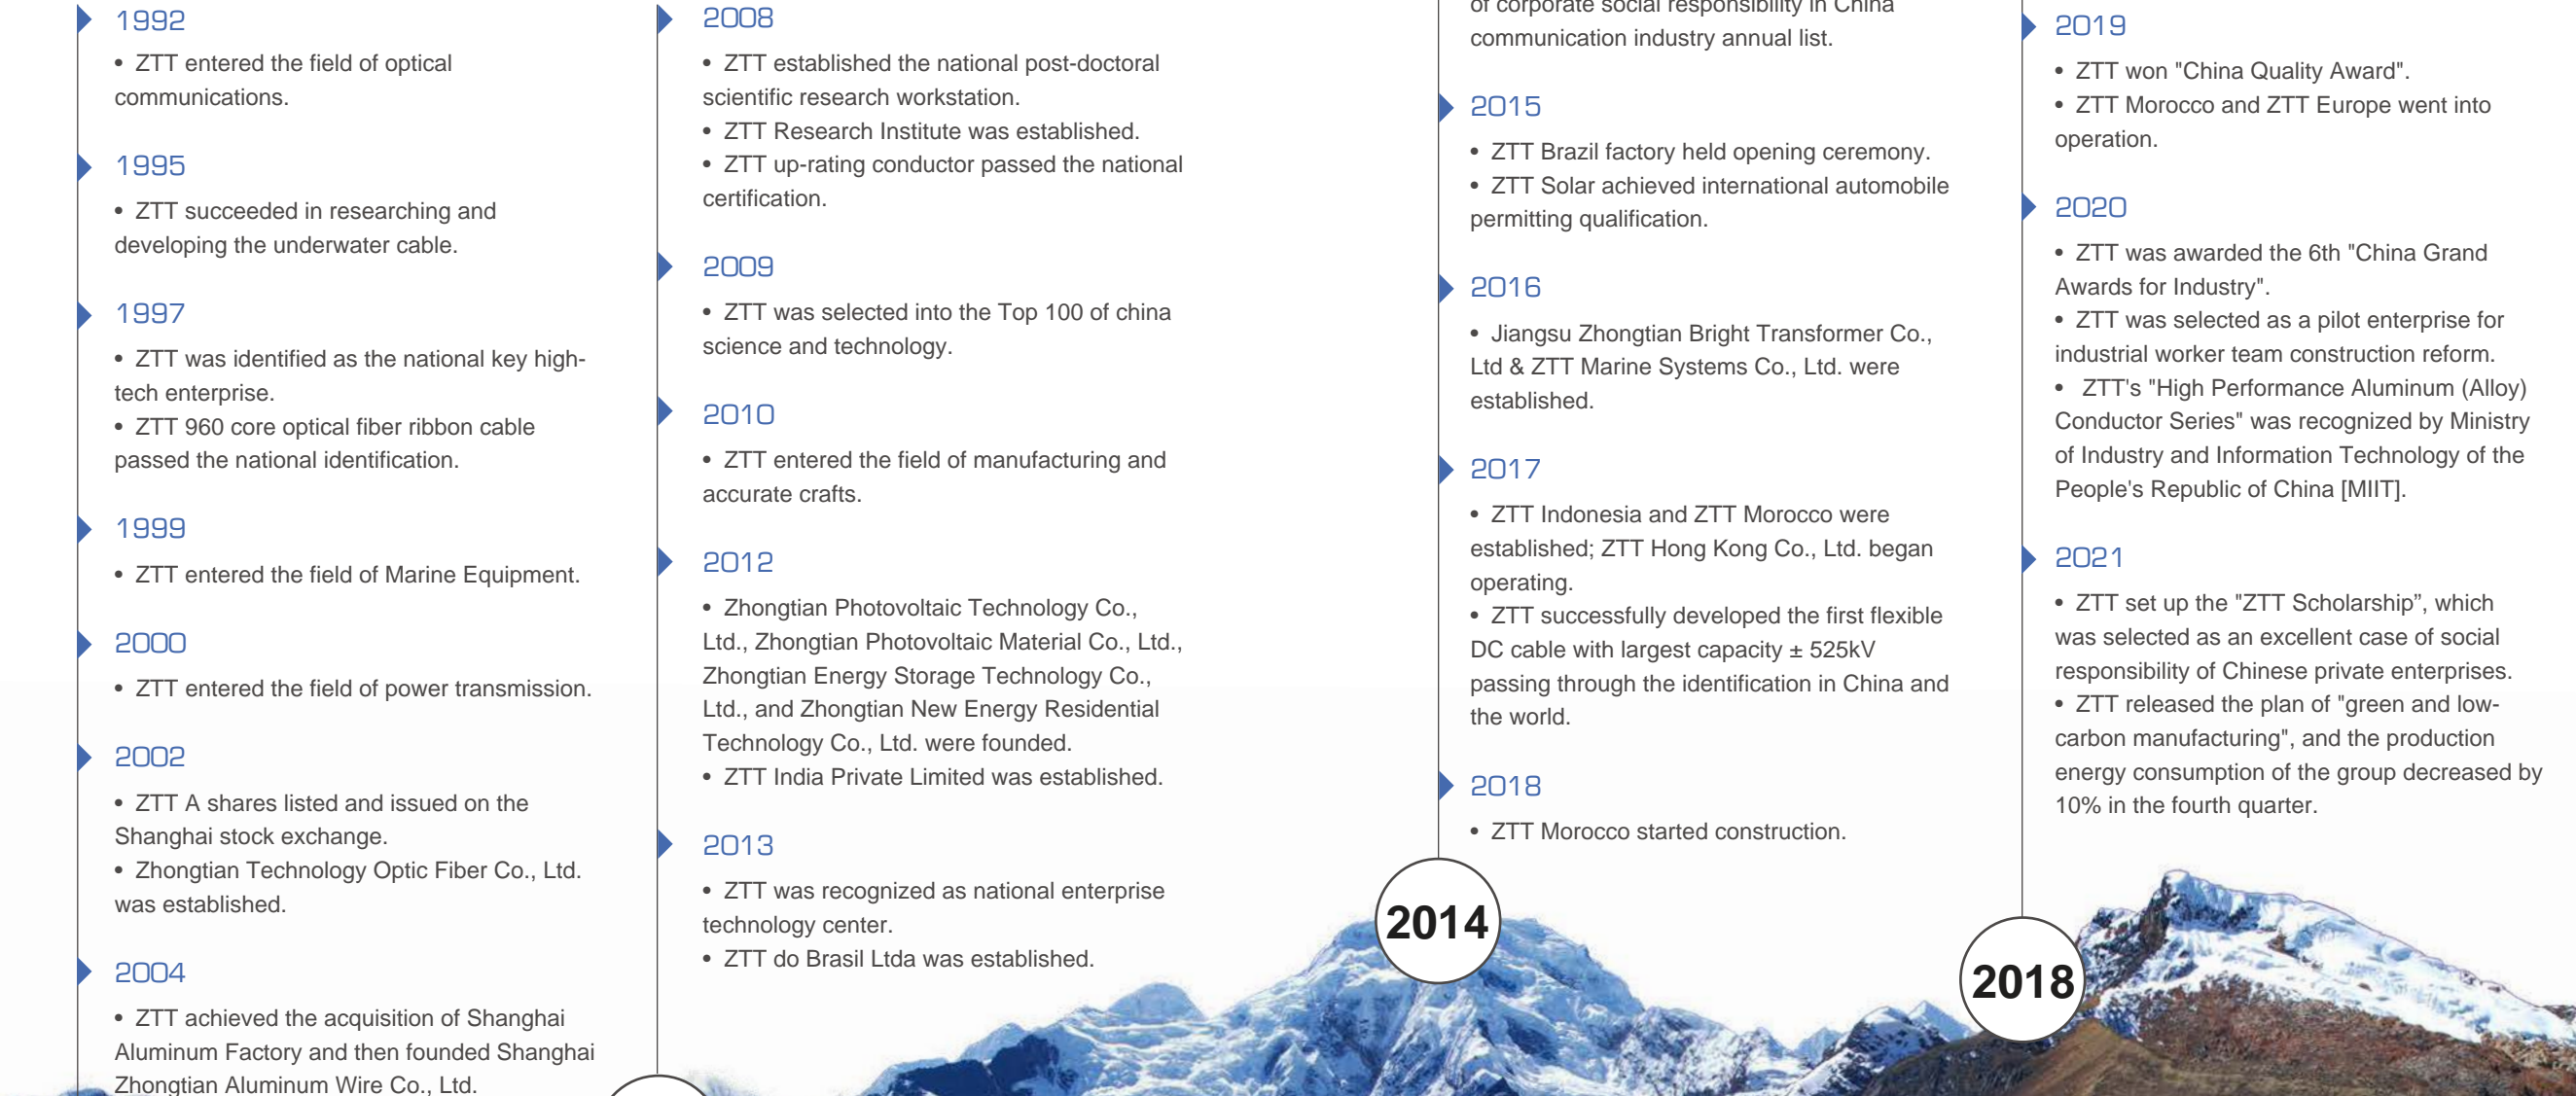 1992
• ZTT entered the field of optical
communications.
1995
• ZTT succeeded in researching and
developing the underwater cable.
1997
• ZTT was identified as the national key high-
tech enterprise.
• ZTT 960 core optical fiber ribbon cable
passed the national identification.
1999
• ZTT entered the field of Marine Equipment.
2000
• ZTT entered the field of power transmission.
2002
• ZTT A shares listed and issued on the
Shanghai stock exchange.
• Zhongtian Technology Optic Fiber Co., Ltd.
was established.
2004
• ZTT achieved the acquisition of Shanghai
Aluminum Factory and then founded Shanghai
Zhongtian Aluminum Wire Co., Ltd.
2008
• ZTT established the national post-doctoral
scientific research workstation.
• ZTT Research Institute was established.
• ZTT up-rating conductor passed the national
certification.
2009
• ZTT was selected into the Top 100 of china
science and technology.
2010
• ZTT entered the field of manufacturing and
accurate crafts.
2012
• Zhongtian Photovoltaic Technology Co.,
Ltd., Zhongtian Photovoltaic Material Co., Ltd.,
Zhongtian Energy Storage Technology Co.,
Ltd., and Zhongtian New Energy Residential
Technology Co., Ltd. were founded.
• ZTT India Private Limited was established.
2013
• ZTT was recognized as national enterprise
technology center.
• ZTT do Brasil Ltda was established.
of corporate social responsibility in China
communication industry annual list.
2015
• ZTT Brazil factory held opening ceremony.
• ZTT Solar achieved international automobile
permitting qualification.
2016
• Jiangsu Zhongtian Bright Transformer Co.,
Ltd & ZTT Marine Systems Co., Ltd. were
established.
2017
• ZTT Indonesia and ZTT Morocco were
established; ZTT Hong Kong Co., Ltd. began
operating.
• ZTT successfully developed the first flexible
DC cable with largest capacity ± 525kV
passing through the identification in China and
the world.
2018
• ZTT Morocco started construction.
2014
2019
• ZTT won "China Quality Award".
• ZTT Morocco and ZTT Europe went into
operation.
2020
• ZTT was awarded the 6th "China Grand
Awards for Industry".
• ZTT was selected as a pilot enterprise for
industrial worker team construction reform.
• ZTT's "High Performance Aluminum (Alloy)
Conductor Series" was recognized by Ministry
of Industry and Information Technology of the
People's Republic of China [MIIT].
2021
• ZTT set up the "ZTT Scholarship”, which
was selected as an excellent case of social
responsibility of Chinese private enterprises.
• ZTT released the plan of "green and low-
carbon manufacturing", and the production
energy consumption of the group decreased by
10% in the fourth quarter.
2018